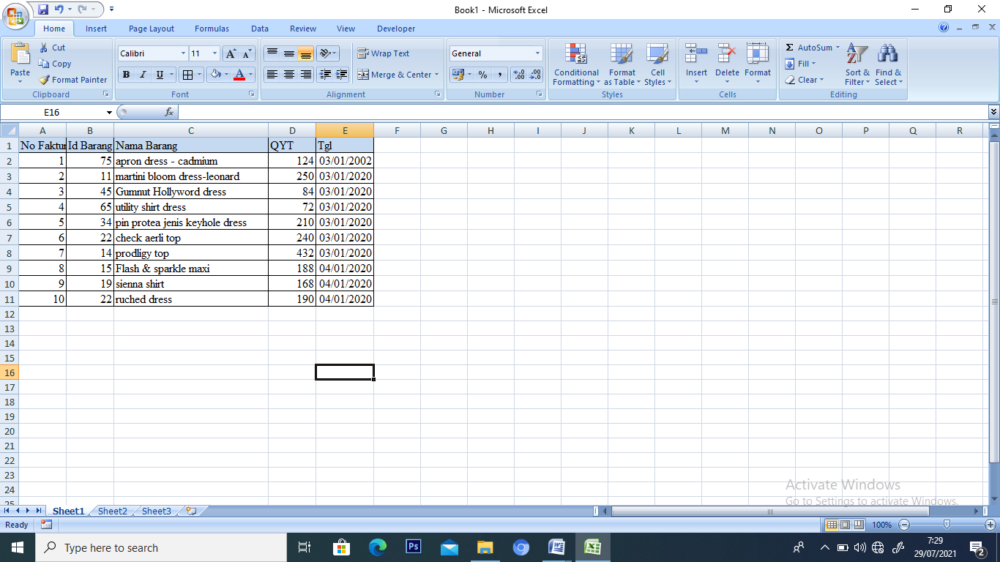 Book1 - Microsoft Excel
Home Insert Page Layout Formulas Data Review View Developer
Paste Cut Copy Format Painter
Clipboard
Calibri 11
B I U A
Font
Wrap Text
Merge & Center
Alignment
General
% ,
Number
Conditional Formatting Format as Table Cell Styles
Styles
Insert Delete Format
Cells
Σ AutoSum Fill Clear Sort & Filter Find & Select
Editing
E16 fx
A B C D E F G H I J K L M N O P Q R
1 No Faktur Id Barang Nama Barang QYT Tgl
2 1 75 apron dress - cadmium 124 03/01/2002
3 2 11 martini bloom dress-leonard 250 03/01/2020
4 3 45 Gumnut Hollyword dress 84 03/01/2020
5 4 65 utility shirt dress 72 03/01/2020
6 5 34 pin protea jenis keyhole dress 210 03/01/2020
7 6 22 check aerli top 240 03/01/2020
8 7 14 prodligy top 432 03/01/2020
9 8 15 Flash & sparkle maxi 188 04/01/2020
10 9 19 sienna shirt 168 04/01/2020
11 10 22 ruched dress 190 04/01/2020
12
13
14
15
16
17
18
19
20
21
22
23
24
25
Activate Windows
Go to Settings to activate Windows.
Sheet1 Sheet2 Sheet3
Ready 100%
Type here to search
Ps
7:29
29/07/2021
2